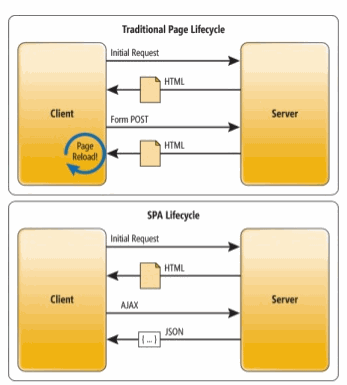 Traditional Page Lifecycle
Initial Request
HTML
Client
Server
Form POST
Page
Reload!
HTML
SPA Lifecycle
Initial Request
HTML
Client
Server
AJAX
JSON
{ ... }